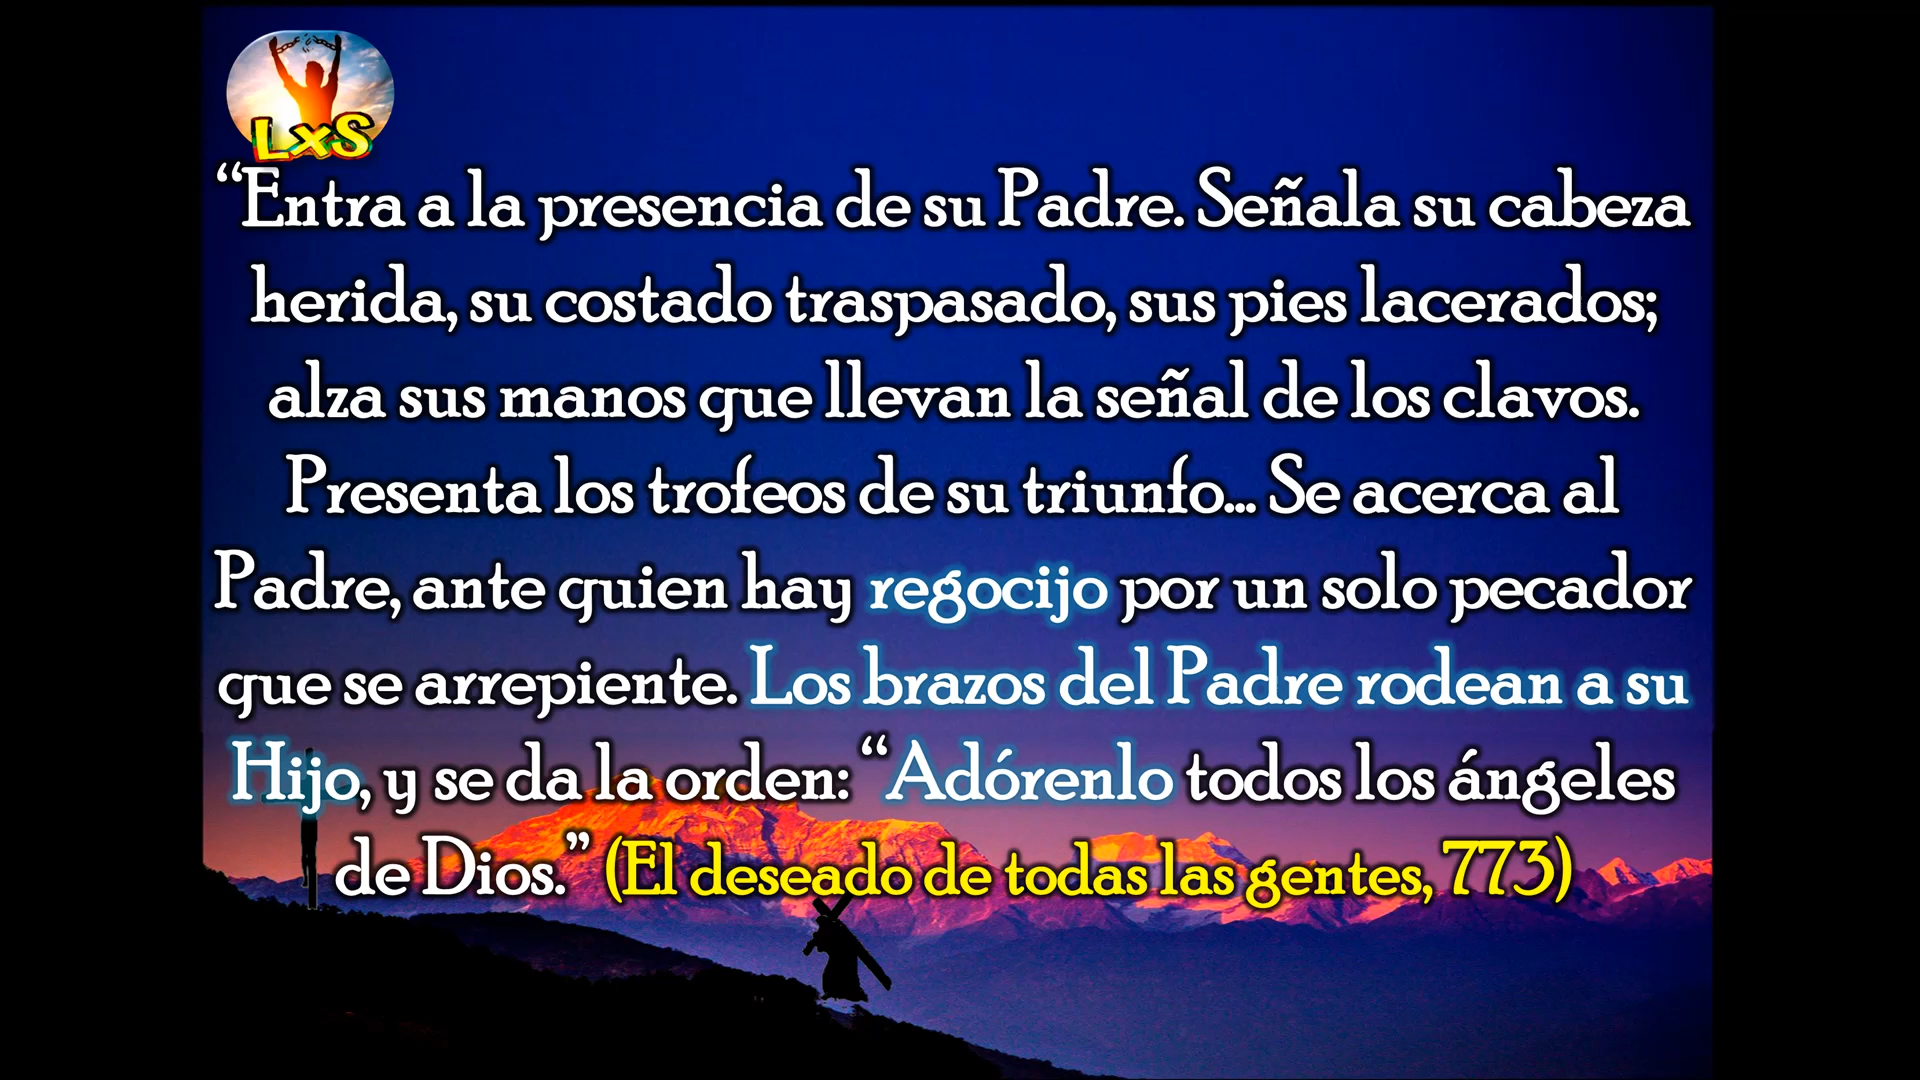 LxS
“Entra a la presencia de su Padre. Señala su cabeza
herida, su costado traspasado, sus pies lacerados;
alza sus manos que llevan la señal de los clavos.
Presenta los trofeos de su triunfo... Se acerca al
Padre, ante quien hay regocijo por un solo pecador
que se arrepiente. Los brazos del Padre rodean a su
Hijo, y se da la orden: “Adórenlo todos los ángeles
de Dios.” (El deseado de todas las gentes, 773)